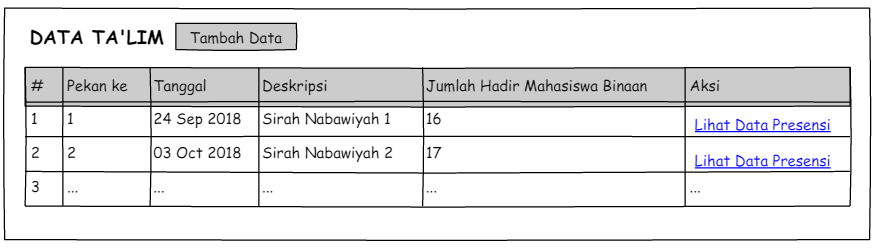 DATA TA'LIM Tambah Data
# Pekan ke Tanggal Deskripsi Jumlah Hadir Mahasiswa Binaan Aksi
1 1 24 Sep 2018 Sirah Nabawiyah 1 16 Lihat Data Presensi
2 2 03 Oct 2018 Sirah Nabawiyah 2 17 Lihat Data Presensi
3 ... ... ... ... ...